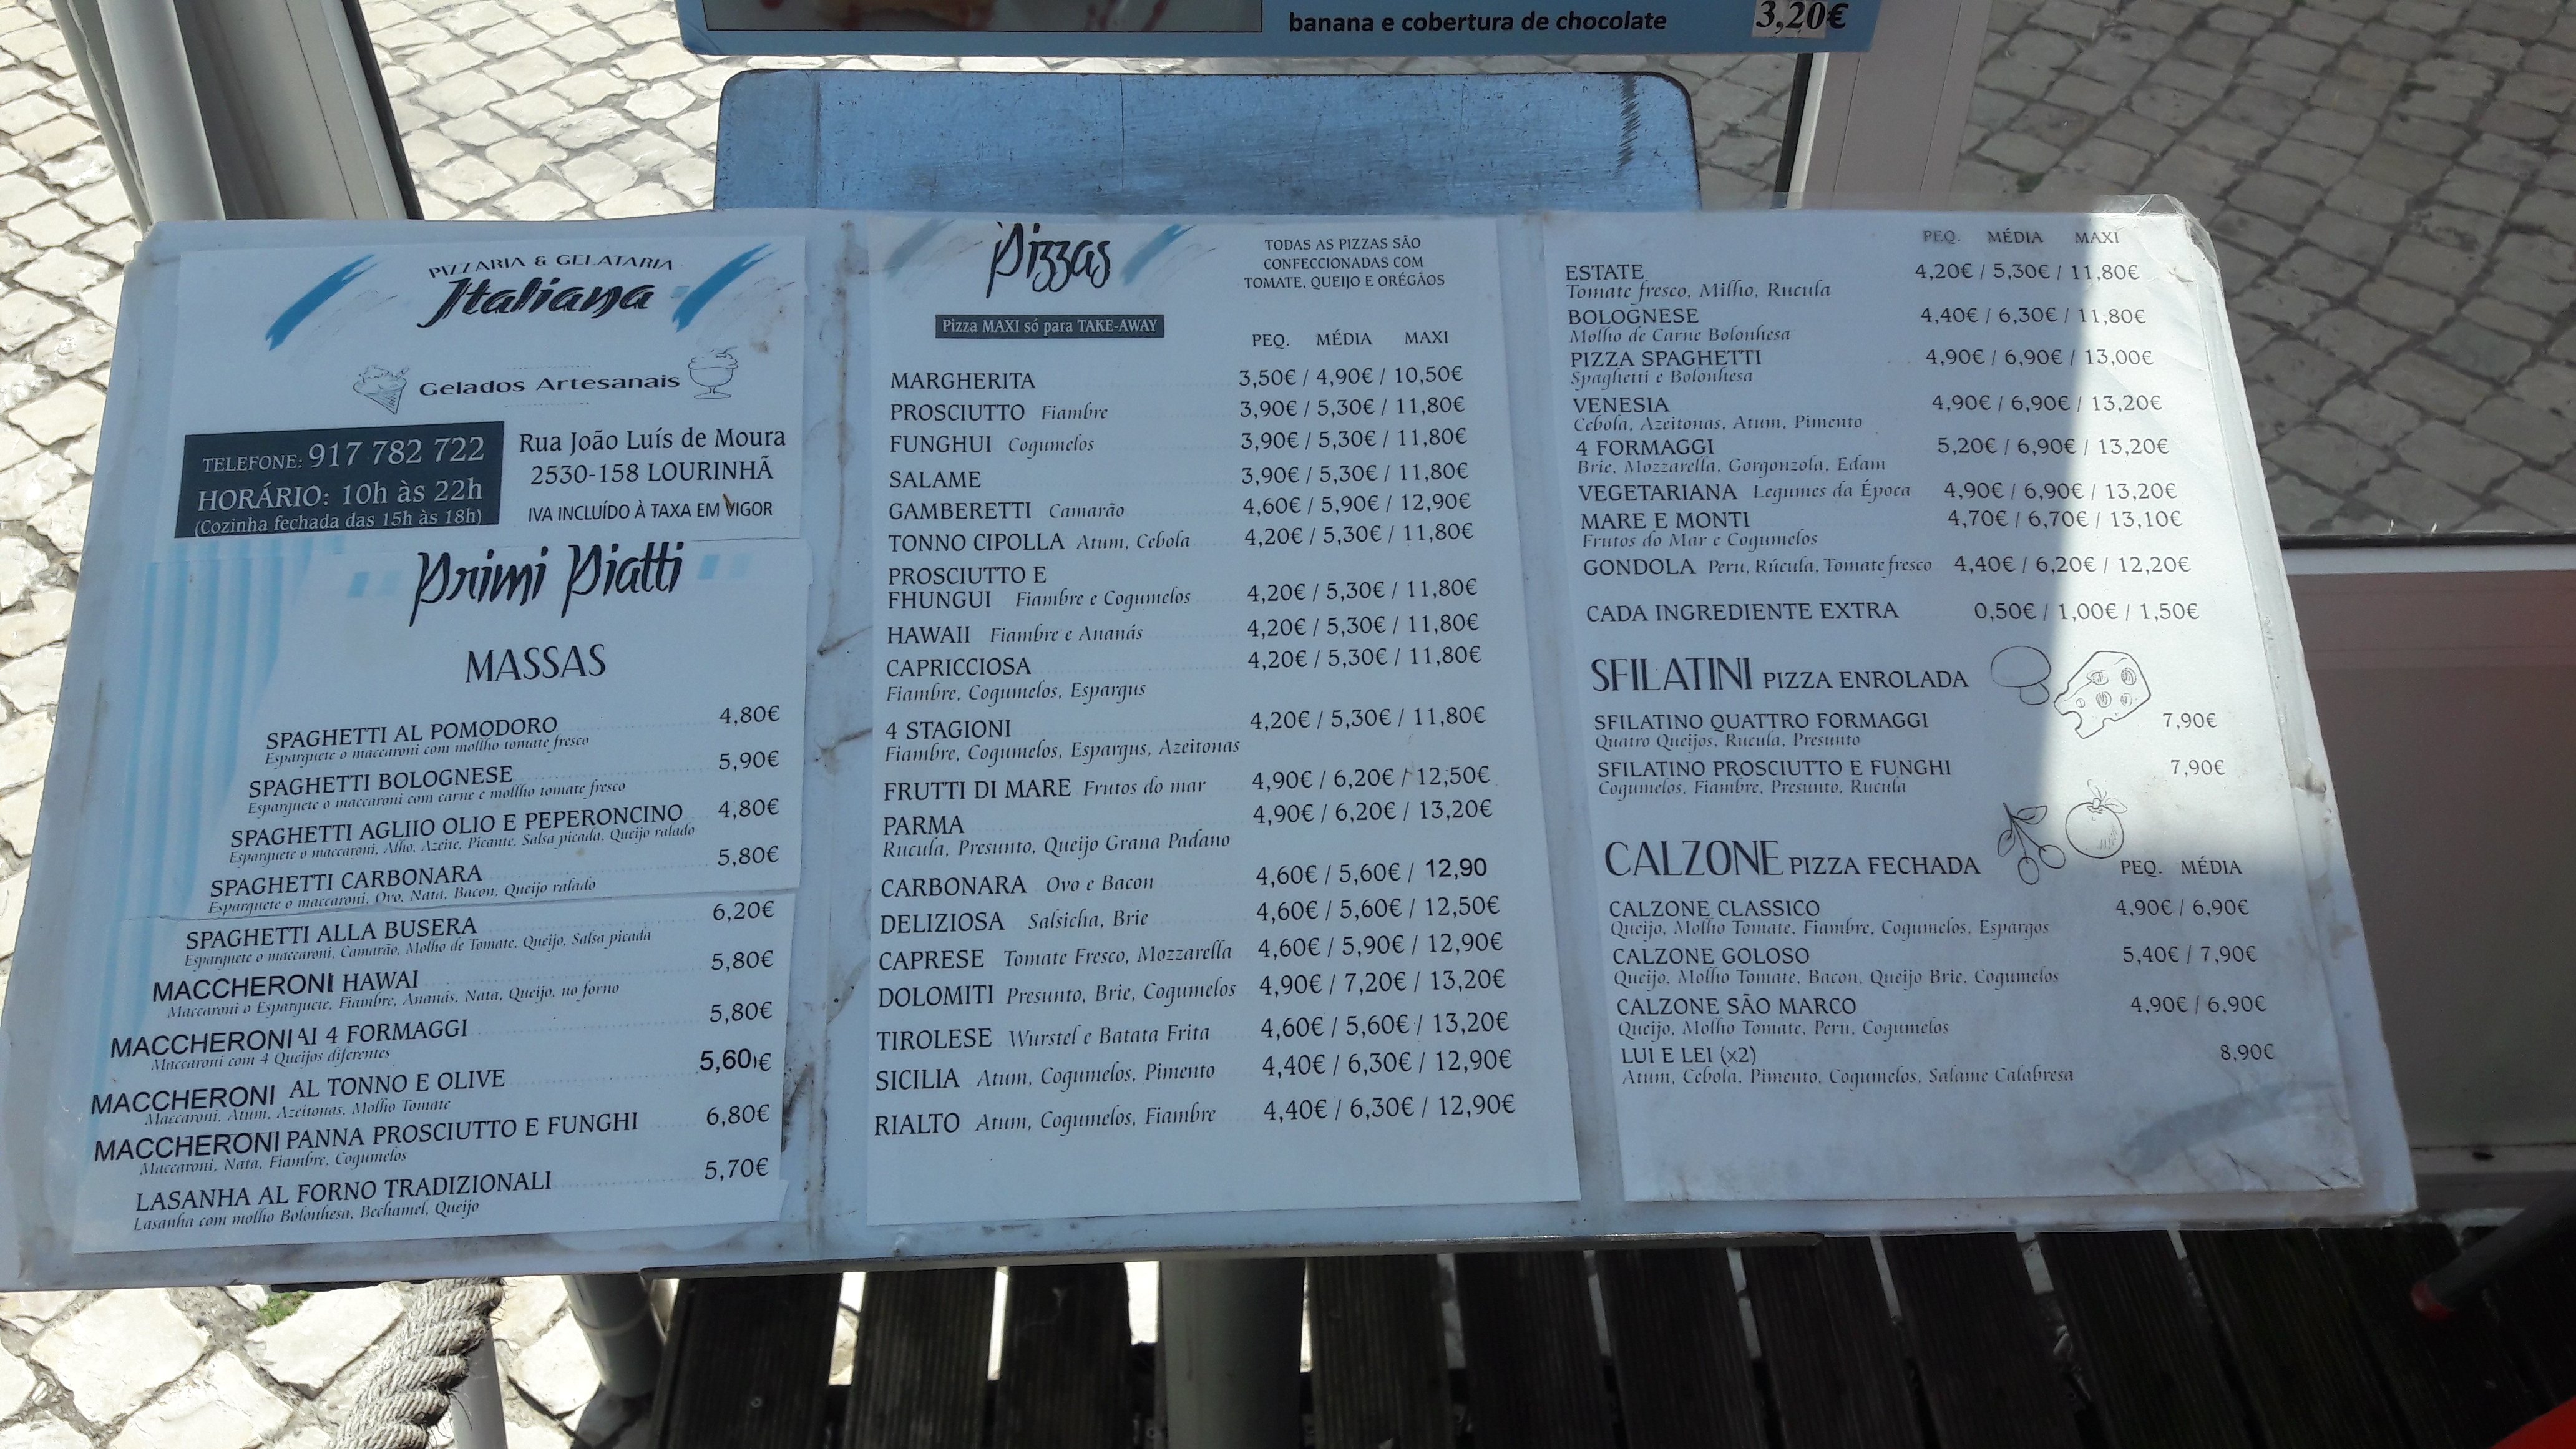 banana e cobertura de chocolate 3,20€
PIZZARIA & GELATARIA
Italiana
Gelados Artesanais
TELEFONE: 917 782 722
HORÁRIO: 10h às 22h
(Cozinha fechada das 15h às 18h)
Rua João Luís de Moura
2530-158 LOURINHÃ
IVA INCLUÍDO À TAXA EM VIGOR
Primi Piatti
MASSAS
SPAGHETTI AL POMODORO 4,80€
Esparguete o maccaroni com mollho tomate fresco
SPAGHETTI BOLOGNESE 5,90€
Esparguete o maccaroni com carne e mollho tomate fresco
SPAGHETTI AGLIIO OLIO E PEPERONCINO 4,80€
Esparguete o maccaroni, Alho, Azeite, Picante, Salsa picada, Queijo ralado
SPAGHETTI CARBONARA 5,80€
Esparguete o maccaroni, Ovo, Nata, Bacon, Queijo ralado
SPAGHETTI ALLA BUSERA 6,20€
Esparguete o maccaroni, Camarão, Molho de Tomate, Queijo, Salsa picada
MACCHERONI HAWAI 5,80€
Maccaroni o Esparguete, Fiambre, Ananás, Nata, Queijo, no forno
MACCHERONI AI 4 FORMAGGI 5,80€
Maccaroni com 4 Queijos diferentes
MACCHERONI AL TONNO E OLIVE 5,60€
Maccaroni, Atum, Azeitonas, Molho Tomate
MACCHERONI PANNA PROSCIUTTO E FUNGHI 6,80€
Maccaroni, Nata, Fiambre, Cogumelos
LASANHA AL FORNO TRADIZIONALI 5,70€
Lasanha com molho Bolonhesa, Bechamel, Queijo
Pizzas
TODAS AS PIZZAS SÃO
CONFECCIONADAS COM
TOMATE, QUEIJO E ORÉGÃOS
Pizza MAXI só para TAKE-AWAY
PEQ. MÉDIA MAXI
MARGHERITA 3,50€ / 4,90€ / 10,50€
PROSCIUTTO Fiambre 3,90€ / 5,30€ / 11,80€
FUNGHUI Cogumelos 3,90€ / 5,30€ / 11,80€
SALAME 3,90€ / 5,30€ / 11,80€
GAMBERETTI Camarão 4,60€ / 5,90€ / 12,90€
TONNO CIPOLLA Atum, Cebola 4,20€ / 5,30€ / 11,80€
PROSCIUTTO E
FHUNGUI Fiambre e Cogumelos 4,20€ / 5,30€ / 11,80€
HAWAII Fiambre e Ananás 4,20€ / 5,30€ / 11,80€
CAPRICCIOSA 4,20€ / 5,30€ / 11,80€
Fiambre, Cogumelos, Espargus
4 STAGIONI 4,20€ / 5,30€ / 11,80€
Fiambre, Cogumelos, Espargus, Azeitonas
FRUTTI DI MARE Frutos do mar 4,90€ / 6,20€ / 12,50€
PARMA 4,90€ / 6,20€ / 13,20€
Rucula, Presunto, Queijo Grana Padano
CARBONARA Ovo e Bacon 4,60€ / 5,60€ / 12,90
DELIZIOSA Salsicha, Brie 4,60€ / 5,60€ / 12,50€
CAPRESE Tomate Fresco, Mozzarella 4,60€ / 5,90€ / 12,90€
DOLOMITI Presunto, Brie, Cogumelos 4,90€ / 7,20€ / 13,20€
TIROLESE Wurstel e Batata Frita 4,60€ / 5,60€ / 13,20€
SICILIA Atum, Cogumelos, Pimento 4,40€ / 6,30€ / 12,90€
RIALTO Atum, Cogumelos, Fiambre 4,40€ / 6,30€ / 12,90€
PEQ. MÉDIA MAXI
ESTATE 4,20€ / 5,30€ / 11,80€
Tomate fresco, Milho, Rucula
BOLOGNESE 4,40€ / 6,30€ / 11,80€
Molho de Carne Bolonhesa
PIZZA SPAGHETTI 4,90€ / 6,90€ / 13,00€
Spaghetti e Bolonhesa
VENESIA 4,90€ / 6,90€ / 13,20€
Cebola, Azeitonas, Atum, Pimento
4 FORMAGGI 5,20€ / 6,90€ / 13,20€
Brie, Mozzarella, Gorgonzola, Edam
VEGETARIANA Legumes da Época 4,90€ / 6,90€ / 13,20€
MARE E MONTI 4,70€ / 6,70€ / 13,10€
Frutos do Mar e Cogumelos
GONDOLA Peru, Rúcula, Tomate fresco 4,40€ / 6,20€ / 12,20€
CADA INGREDIENTE EXTRA 0,50€ / 1,00€ / 1,50€
SFILATINI PIZZA ENROLADA
SFILATINO QUATTRO FORMAGGI 7,90€
Quatro Queijos, Rucula, Presunto
SFILATINO PROSCIUTTO E FUNGHI 7,90€
Cogumelos, Fiambre, Presunto, Rucula
CALZONE PIZZA FECHADA PEQ. MÉDIA
CALZONE CLASSICO 4,90€ / 6,90€
Queijo, Molho Tomate, Fiambre, Cogumelos, Espargos
CALZONE GOLOSO 5,40€ / 7,90€
Queijo, Molho Tomate, Bacon, Queijo Brie, Cogumelos
CALZONE SÃO MARCO 4,90€ / 6,90€
Queijo, Molho Tomate, Peru, Cogumelos
LUI E LEI (x2) 8,90€
Atum, Cebola, Pimento, Cogumelos, Salame Calabresa